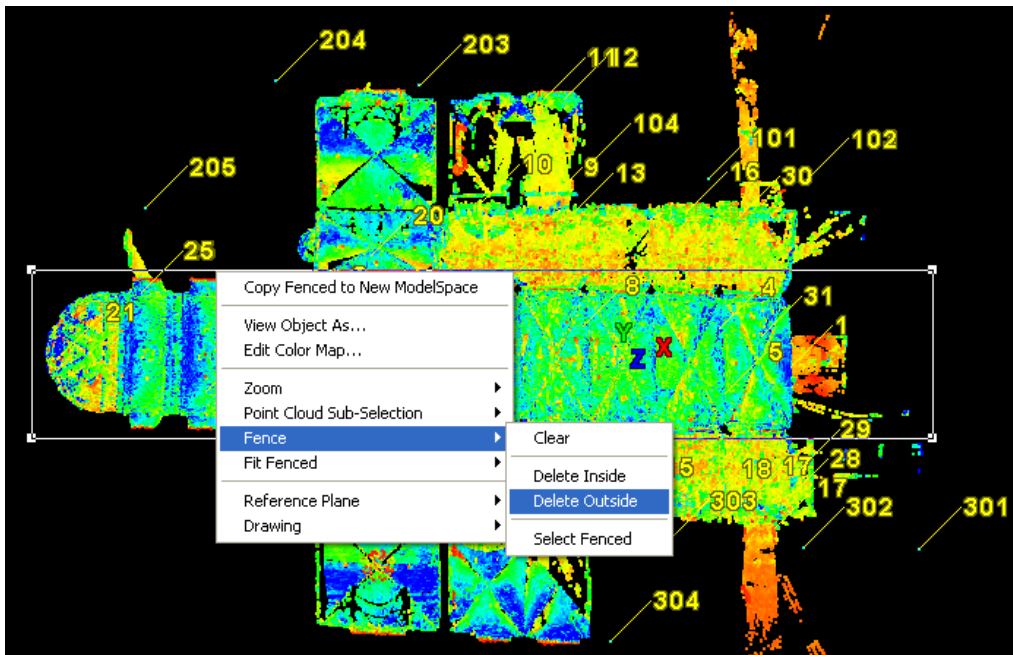 204
203
11
12
104
101
102
10
9
13
16
30
205
20
25
8
4
31
21
Y
Z
X
1
5
Copy Fenced to New ModelSpace
View Object As...
Edit Color Map...
Zoom
Point Cloud Sub-Selection
Fence
Fit Fenced
Reference Plane
Drawing
Clear
Delete Inside
Delete Outside
Select Fenced
29
5
18
17
28
17
303
302
301
304